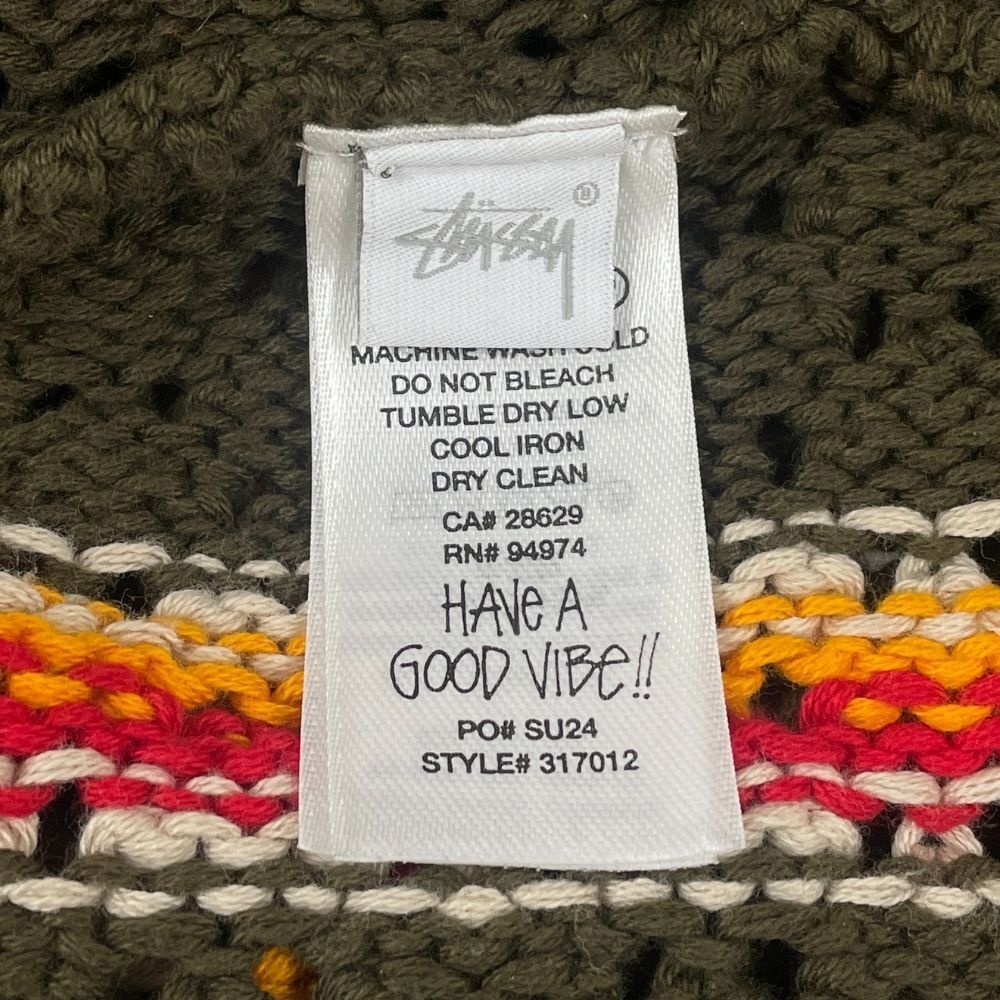 Stüssy ®
MACHINE WASH COLD
DO NOT BLEACH
TUMBLE DRY LOW
COOL IRON
DRY CLEAN
CA# 28629
RN# 94974
HAVE A
GOOD VIBE!!
PO# SU24
STYLE# 317012